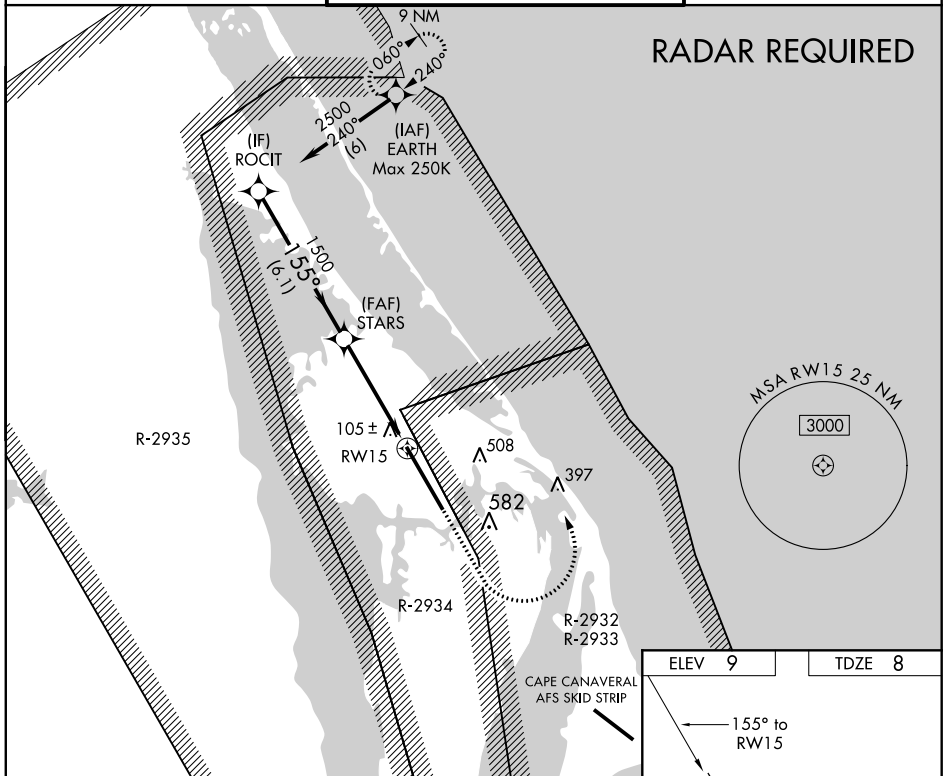 9 NM
RADAR REQUIRED
060°
240°
2500
240°
(6)
(IAF)
EARTH
Max 250K
(IF)
ROCIT
1500
155°
(6.1)
(FAF)
STARS
MSA RW15 25 NM
3000
R-2935
105 ±
RW15
508
397
582
R-2934
R-2932
R-2933
CAPE CANAVERAL
AFS SKID STRIP
ELEV 9
TDZE 8
155° to
RW15